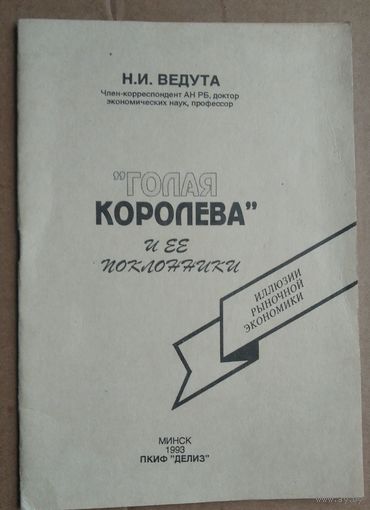 Н.И. ВЕДУТА
Член-корреспондент АН РБ, доктор
экономических наук, профессор
"ГОЛАЯ
КОРОЛЕВА"
И ЕЕ
ПОКЛОННИКИ
ИЛЛЮЗИИ
РЫНОЧНОЙ
ЭКОНОМИКИ
МИНСК
1993
ПКИФ "ДЕЛИЗ"